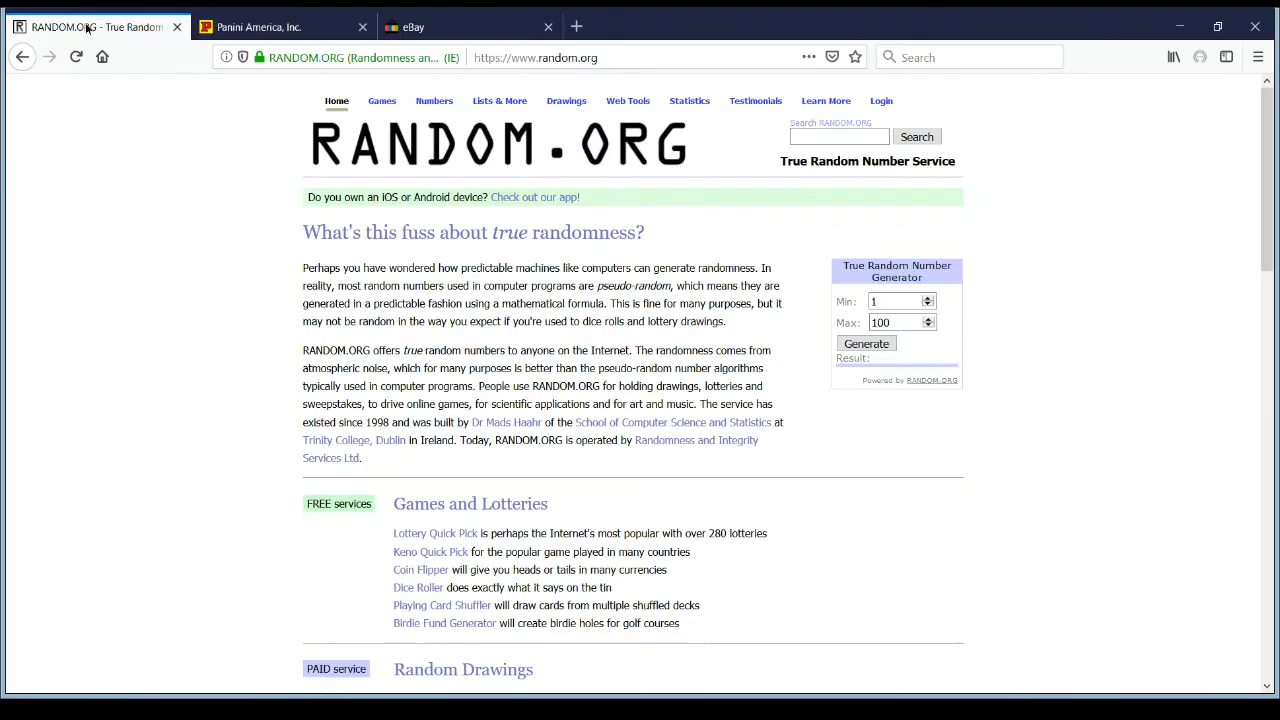 RANDOM.ORG - True Random
Panini America, Inc.
eBay
RANDOM.ORG (Randomness an... (IE)
https://www.random.org
Search
Home Games Numbers Lists & More Drawings Web Tools Statistics Testimonials Learn More Login
RANDOM.ORG
Search RANDOM.ORG
Search
True Random Number Service
Do you own an iOS or Android device? Check out our app!
What's this fuss about true randomness?
Perhaps you have wondered how predictable machines like computers can generate randomness. In
reality, most random numbers used in computer programs are pseudo-random, which means they are
generated in a predictable fashion using a mathematical formula. This is fine for many purposes, but it
may not be random in the way you expect if you're used to dice rolls and lottery drawings.
RANDOM.ORG offers true random numbers to anyone on the Internet. The randomness comes from
atmospheric noise, which for many purposes is better than the pseudo-random number algorithms
typically used in computer programs. People use RANDOM.ORG for holding drawings, lotteries and
sweepstakes, to drive online games, for scientific applications and for art and music. The service has
existed since 1998 and was built by Dr Mads Haahr of the School of Computer Science and Statistics at
Trinity College, Dublin in Ireland. Today, RANDOM.ORG is operated by Randomness and Integrity
Services Ltd.
True Random Number
Generator
Min: 1
Max: 100
Generate
Result:
Powered by RANDOM.ORG
FREE services
Games and Lotteries
Lottery Quick Pick is perhaps the Internet's most popular with over 280 lotteries
Keno Quick Pick for the popular game played in many countries
Coin Flipper will give you heads or tails in many currencies
Dice Roller does exactly what it says on the tin
Playing Card Shuffler will draw cards from multiple shuffled decks
Birdie Fund Generator will create birdie holes for golf courses
PAID service
Random Drawings